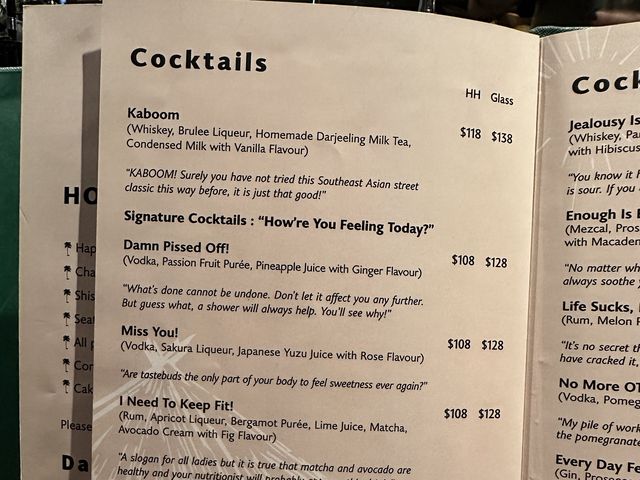 Cocktails
HH Glass
Kaboom
(Whiskey, Brulee Liqueur, Homemade Darjeeling Milk Tea,
Condensed Milk with Vanilla Flavour)
$118 $138
"KABOOM! Surely you have not tried this Southeast Asian street
classic this way before, it is just that good!"
Signature Cocktails : "How're You Feeling Today?"
Damn Pissed Off!
(Vodka, Passion Fruit Purée, Pineapple Juice with Ginger Flavour)
$108 $128
"What's done cannot be undone. Don't let it affect you any further.
But guess what, a shower will always help. You'll see why!"
Miss You!
(Vodka, Sakura Liqueur, Japanese Yuzu Juice with Rose Flavour)
$108 $128
"Are tastebuds the only part of your body to feel sweetness ever again?"
I Need To Keep Fit!
(Rum, Apricot Liqueur, Bergamot Purée, Lime Juice, Matcha,
Avocado Cream with Fig Flavour)
$108 $128
"A slogan for all ladies but it is true that matcha and avocado are
healthy and your nutritionist will
HO
Please
Da
Cock
Jealousy Is
(Whiskey, Pa
with Hibiscus
"You know it
is sour. If you
Enough Is
(Mezcal, Pros
with Macadem
"No matter wh
always soothe
Life Sucks,
(Rum, Melon
"It's no secret
have cracked it,
No More OT
(Vodka, Pomeg
"My pile of work
the pomegranate
Every Day Fe
(Gin, Prosecco